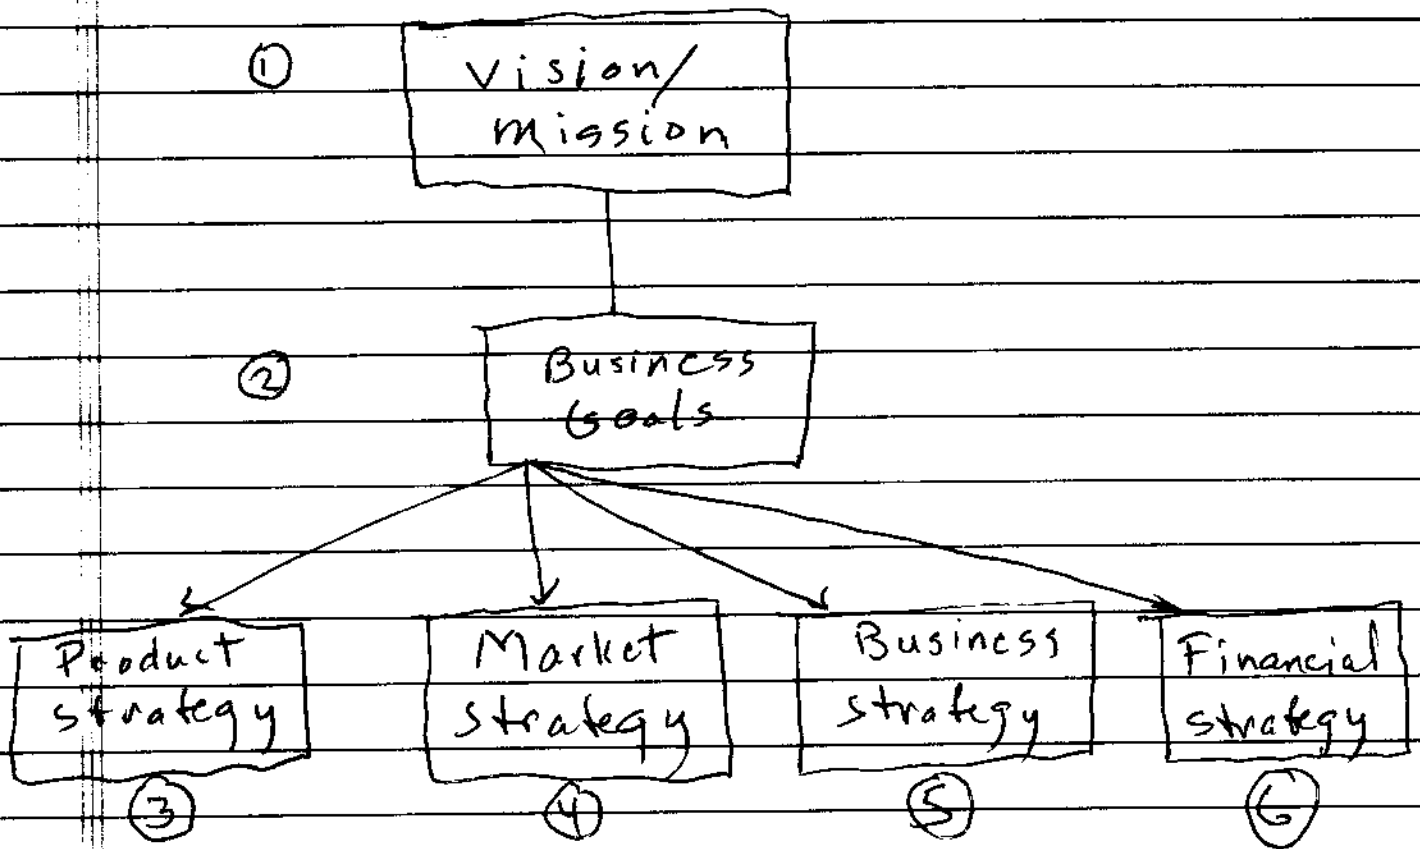 ①
Vision/
Mission
②
Business
Goals
Product
strategy
Market
strategy
Business
strategy
Financial
strategy
③
④
⑤
⑥